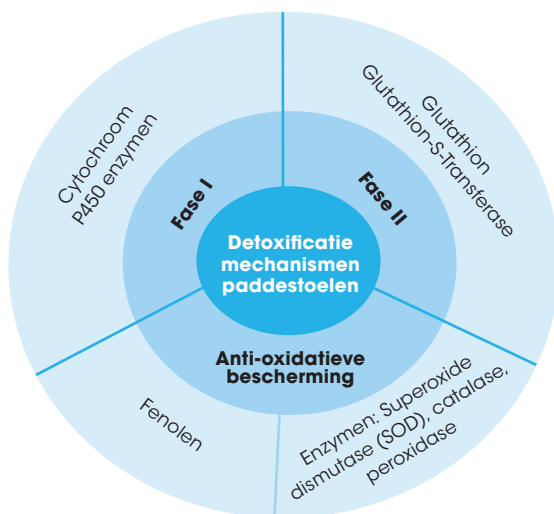 Cytochroom
P450 enzymen
Glutathion
Glutathion-S-Transferase
Fase I
Fase II
Detoxificatie
mechanismen
paddestoelen
Anti-oxidatieve
bescherming
Fenolen
Enzymen: Superoxide
dismutase (SOD), catalase,
peroxidase